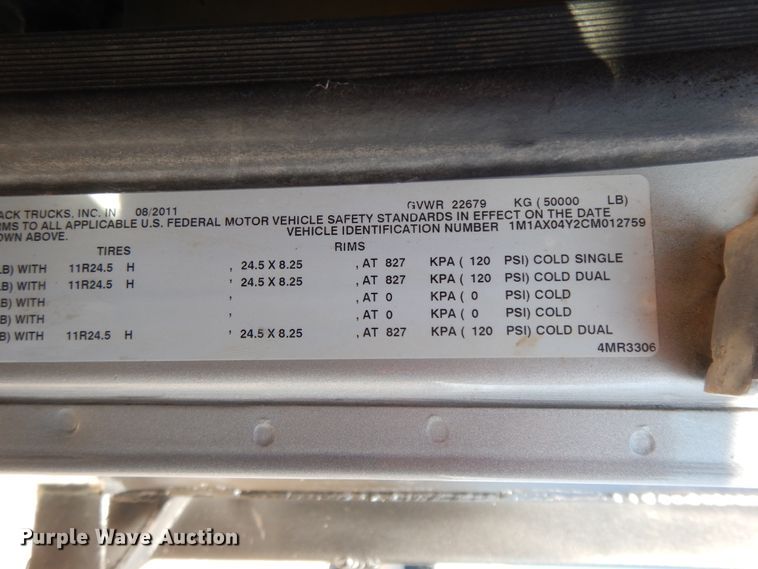 ACK TRUCKS, INC. IN 08/2011 GVWR 22679 KG ( 50000 LB)
RMS TO ALL APPLICABLE U.S. FEDERAL MOTOR VEHICLE SAFETY STANDARDS IN EFFECT ON THE DATE
OWN ABOVE. VEHICLE IDENTIFICATION NUMBER 1M1AX04Y2CM012759
TIRES RIMS
LB) WITH 11R24.5 H , 24.5 X 8.25 , AT 827 KPA ( 120 PSI) COLD SINGLE
LB) WITH 11R24.5 H , 24.5 X 8.25 , AT 827 KPA ( 120 PSI) COLD DUAL
LB) WITH , , AT 0 KPA ( 0 PSI) COLD
LB) WITH , , AT 0 KPA ( 0 PSI) COLD
LB) WITH 11R24.5 H , 24.5 X 8.25 , AT 827 KPA ( 120 PSI) COLD DUAL
4MR3306
Purple Wave Auction